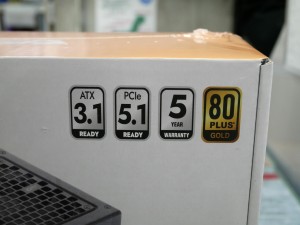 ATX
3.1
READY
PCIe
5.1
READY
5
YEAR
WARRANTY
80
PLUS
GOLD